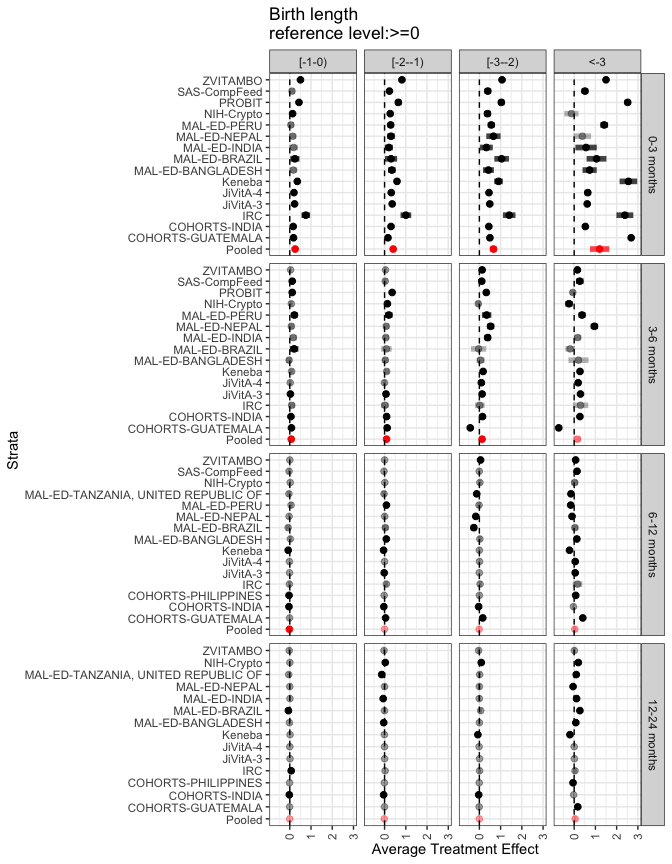 Birth length
reference level:>=0
[-1-0)
[-2--1)
[-3--2)
<-3
ZVITAMBO
SAS-CompFeed
PROBIT
NIH-Crypto
MAL-ED-PERU
MAL-ED-NEPAL
MAL-ED-INDIA
MAL-ED-BRAZIL
MAL-ED-BANGLADESH
Keneba
JiVitA-4
JiVitA-3
IRC
COHORTS-INDIA
COHORTS-GUATEMALA
Pooled
0-3 months
ZVITAMBO
SAS-CompFeed
PROBIT
NIH-Crypto
MAL-ED-PERU
MAL-ED-NEPAL
MAL-ED-INDIA
MAL-ED-BRAZIL
MAL-ED-BANGLADESH
Keneba
JiVitA-4
JiVitA-3
IRC
COHORTS-INDIA
COHORTS-GUATEMALA
Pooled
3-6 months
Strata
ZVITAMBO
SAS-CompFeed
NIH-Crypto
MAL-ED-TANZANIA, UNITED REPUBLIC OF
MAL-ED-PERU
MAL-ED-NEPAL
MAL-ED-BRAZIL
MAL-ED-BANGLADESH
Keneba
JiVitA-4
JiVitA-3
IRC
COHORTS-PHILIPPINES
COHORTS-INDIA
COHORTS-GUATEMALA
Pooled
6-12 months
ZVITAMBO
NIH-Crypto
MAL-ED-TANZANIA, UNITED REPUBLIC OF
MAL-ED-NEPAL
MAL-ED-INDIA
MAL-ED-BRAZIL
MAL-ED-BANGLADESH
Keneba
JiVitA-4
JiVitA-3
IRC
COHORTS-PHILIPPINES
COHORTS-INDIA
COHORTS-GUATEMALA
Pooled
12-24 months
0 1 2 3 0 1 2 3 0 1 2 3 0 1 2 3
Average Treatment Effect